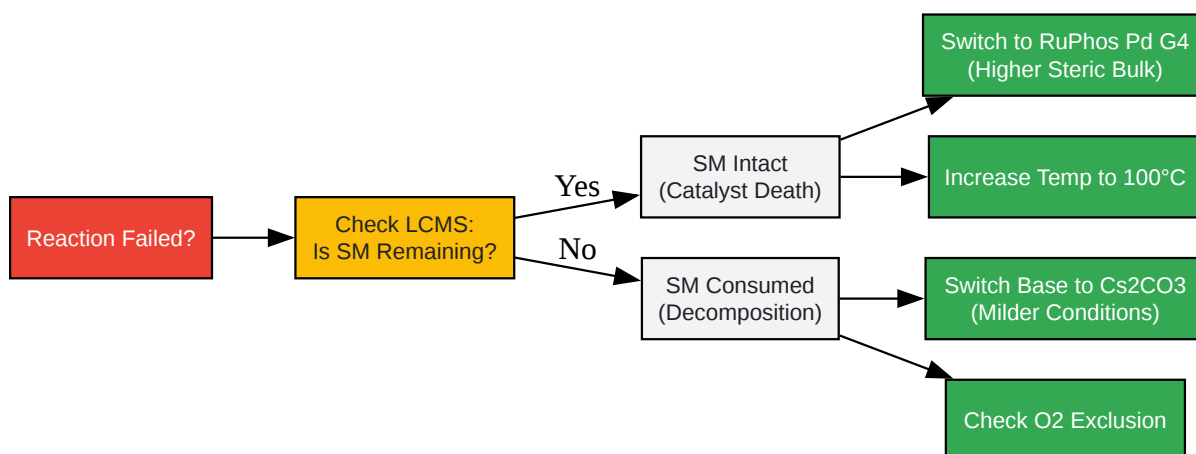 Reaction Failed?
Check LCMS:
Is SM Remaining?
Yes
No
SM Intact
(Catalyst Death)
SM Consumed
(Decomposition)
Switch to RuPhos Pd G4
(Higher Steric Bulk)
Increase Temp to 100°C
Switch Base to Cs2CO3
(Milder Conditions)
Check O2 Exclusion